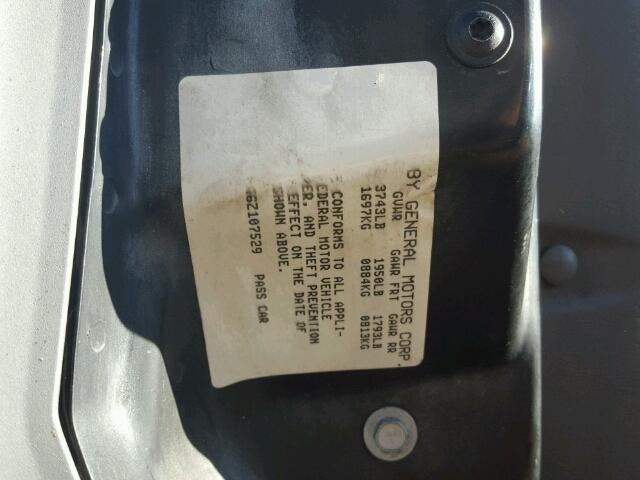 BY GENERAL MOTORS CORP.
GVWR GAWR FRT GAWR RR
3743LB 1950LB 1793LB
1697KG 0884KG 0813KG
CONFORMS TO ALL APPLI-
EDERAL MOTOR VEHICLE
ER, AND THEFT PREVENTION
EFFECT ON THE DATE OF
SHOWN ABOVE.
6Z107529 PASS CAR